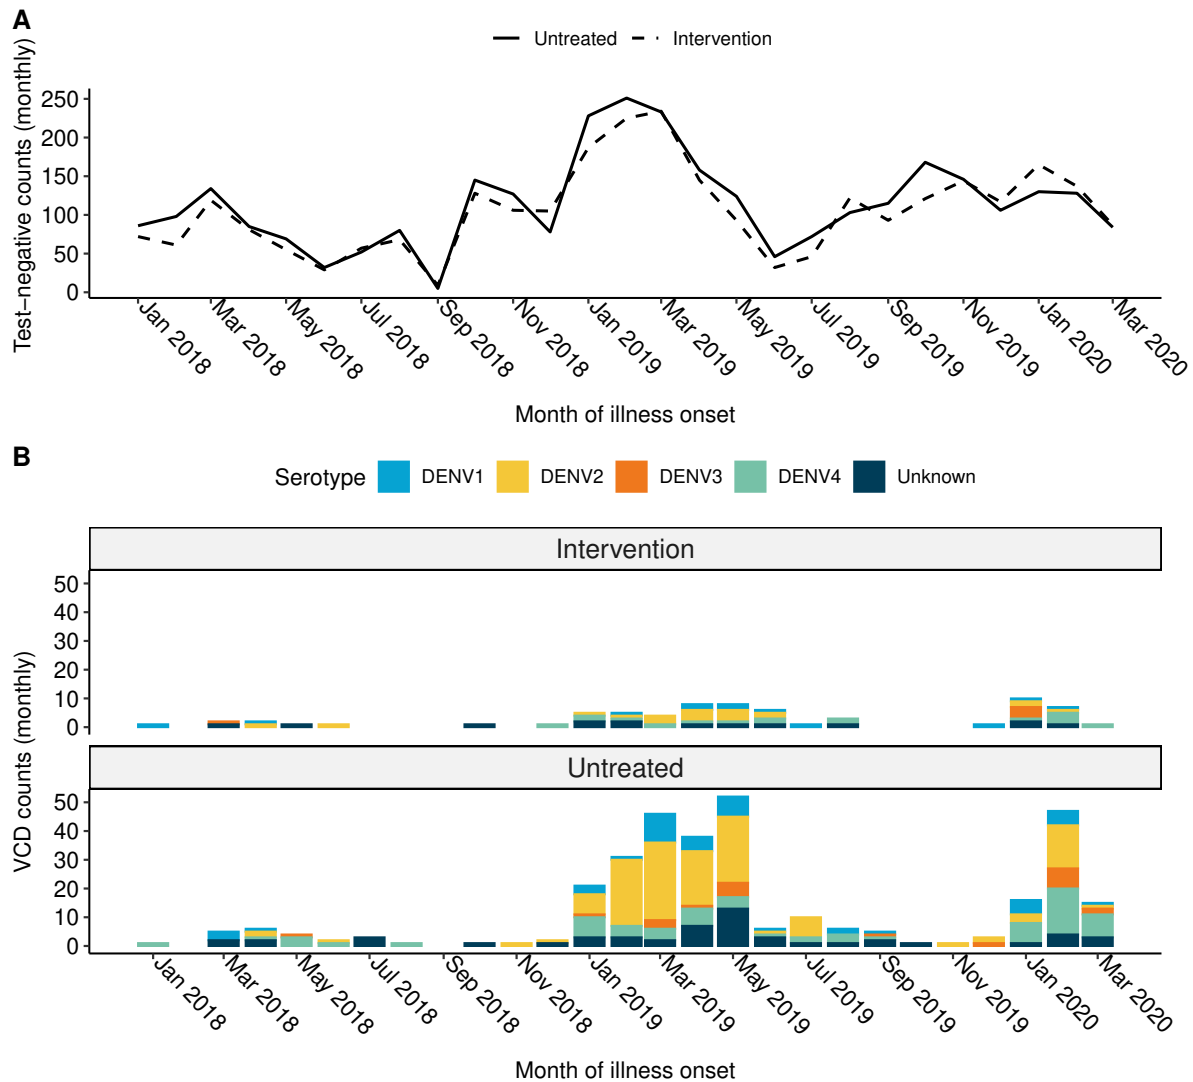 A
Untreated Intervention
Test−negative counts (monthly)
250
200
150
100
50
0
Jan 2018 Mar 2018 May 2018 Jul 2018 Sep 2018 Nov 2018 Jan 2019 Mar 2019 May 2019 Jul 2019 Sep 2019 Nov 2019 Jan 2020 Mar 2020
Month of illness onset
B
Serotype DENV1 DENV2 DENV3 DENV4 Unknown
VCD counts (monthly)
Intervention
50
40
30
20
10
0
Untreated
50
40
30
20
10
0
Jan 2018 Mar 2018 May 2018 Jul 2018 Sep 2018 Nov 2018 Jan 2019 Mar 2019 May 2019 Jul 2019 Sep 2019 Nov 2019 Jan 2020 Mar 2020
Month of illness onset